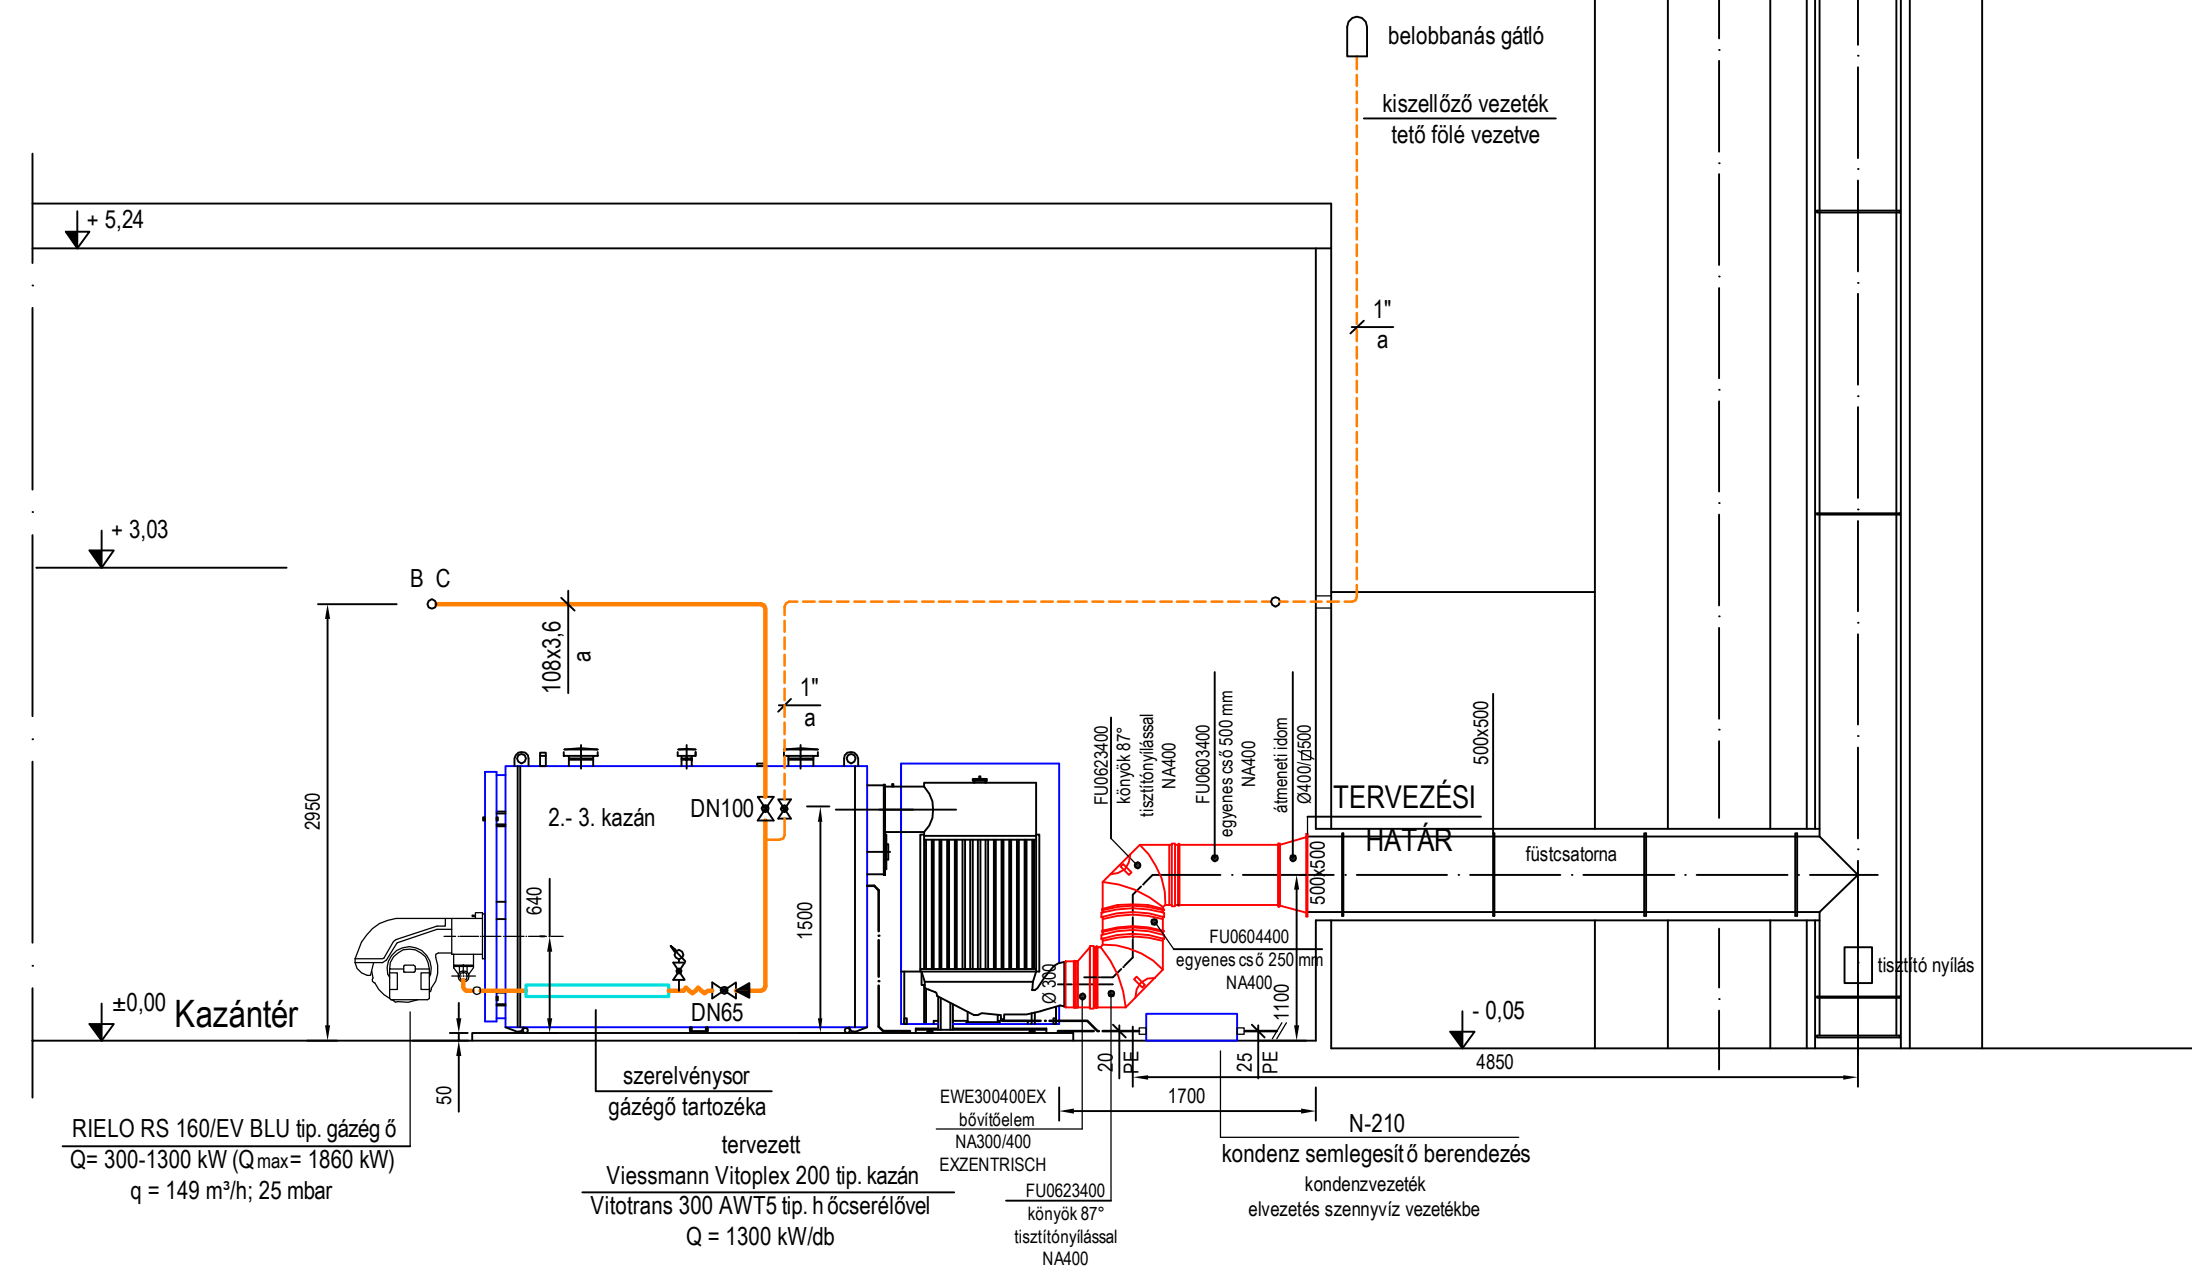 belobbanás gátló
kiszellőző vezeték
tető fölé vezetve
+ 5,24
1"
a
+ 3,03
B C
108x3,6
a
1"
a
2950
2.- 3. kazán
DN100
640
1500
DN65
±0,00
Kazántér
50
FU0623400
könyök 87°
tisztítónyílással
NA400
FU0603400
egyenes cső 500 mm
NA400
átmeneti idom
Ø400/⧄500
500x500
TERVEZÉSI
HATÁR
500x500
füstcsatorna
FU0604400
egyenes cső 250 mm
NA400
Ø 300
1100
tisztító nyílás
- 0,05
20
PE
25
PE
4850
1700
szerelvénysor
gázégő tartozéka
RIELO RS 160/EV BLU tip. gázégő
Q= 300-1300 kW (Qmax= 1860 kW)
q = 149 m³/h; 25 mbar
tervezett
Viessmann Vitoplex 200 tip. kazán
Vitotrans 300 AWT5 tip. hőcserélővel
Q = 1300 kW/db
EWE300400EX
bővítőelem
NA300/400
EXZENTRISCH
FU0623400
könyök 87°
tisztítónyílással
NA400
N-210
kondenz semlegesítő berendezés
kondenzvezeték
elvezetés szennyvíz vezetékbe